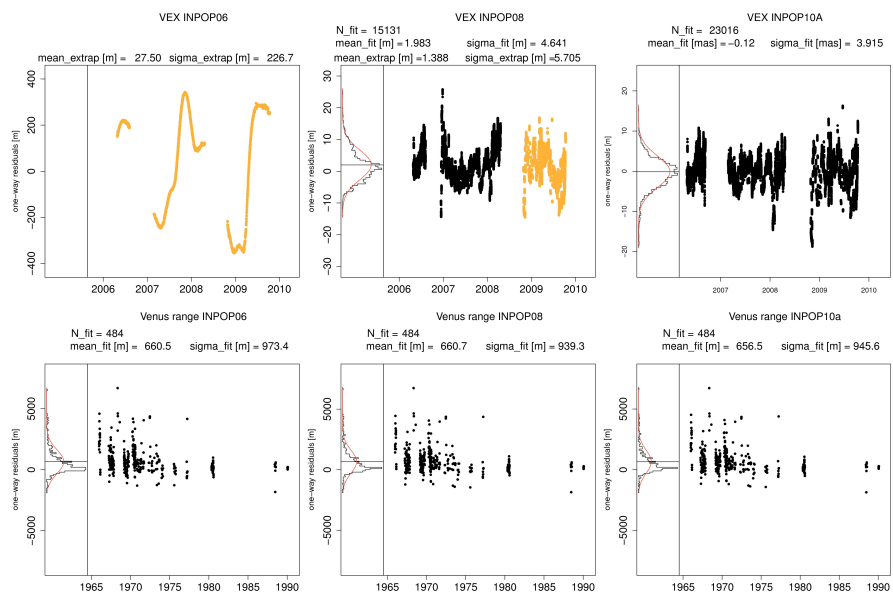 VEX INPOP06
mean_extrap [m] = 27.50 sigma_extrap [m] = 226.7
400
200
0
−200
−400
one−way residuals [m]
2006 2007 2008 2009 2010
VEX INPOP08
N_fit = 15131
mean_fit [m] =1.983 sigma_fit [m] = 4.641
mean_extrap [m] =1.388 sigma_extrap [m] =5.705
30
20
10
0
−10
−20
−30
one−way residuals [m]
2006 2007 2008 2009 2010
VEX INPOP10A
N_fit = 23016
mean_fit [mas] =−0.12 sigma_fit [mas] = 3.915
20
10
0
−10
−20
one−way residuals [m]
2007 2008 2009 2010
Venus range INPOP06
N_fit = 484
mean_fit [m] = 660.5 sigma_fit [m] = 973.4
5000
0
−5000
one−way residuals [m]
1965 1970 1975 1980 1985 1990
Venus range INPOP08
N_fit = 484
mean_fit [m] = 660.7 sigma_fit [m] = 939.3
5000
0
−5000
one−way residuals [m]
1965 1970 1975 1980 1985 1990
Venus range INPOP10a
N_fit = 484
mean_fit [m] = 656.5 sigma_fit [m] = 945.6
5000
0
−5000
one−way residuals [m]
1965 1970 1975 1980 1985 1990